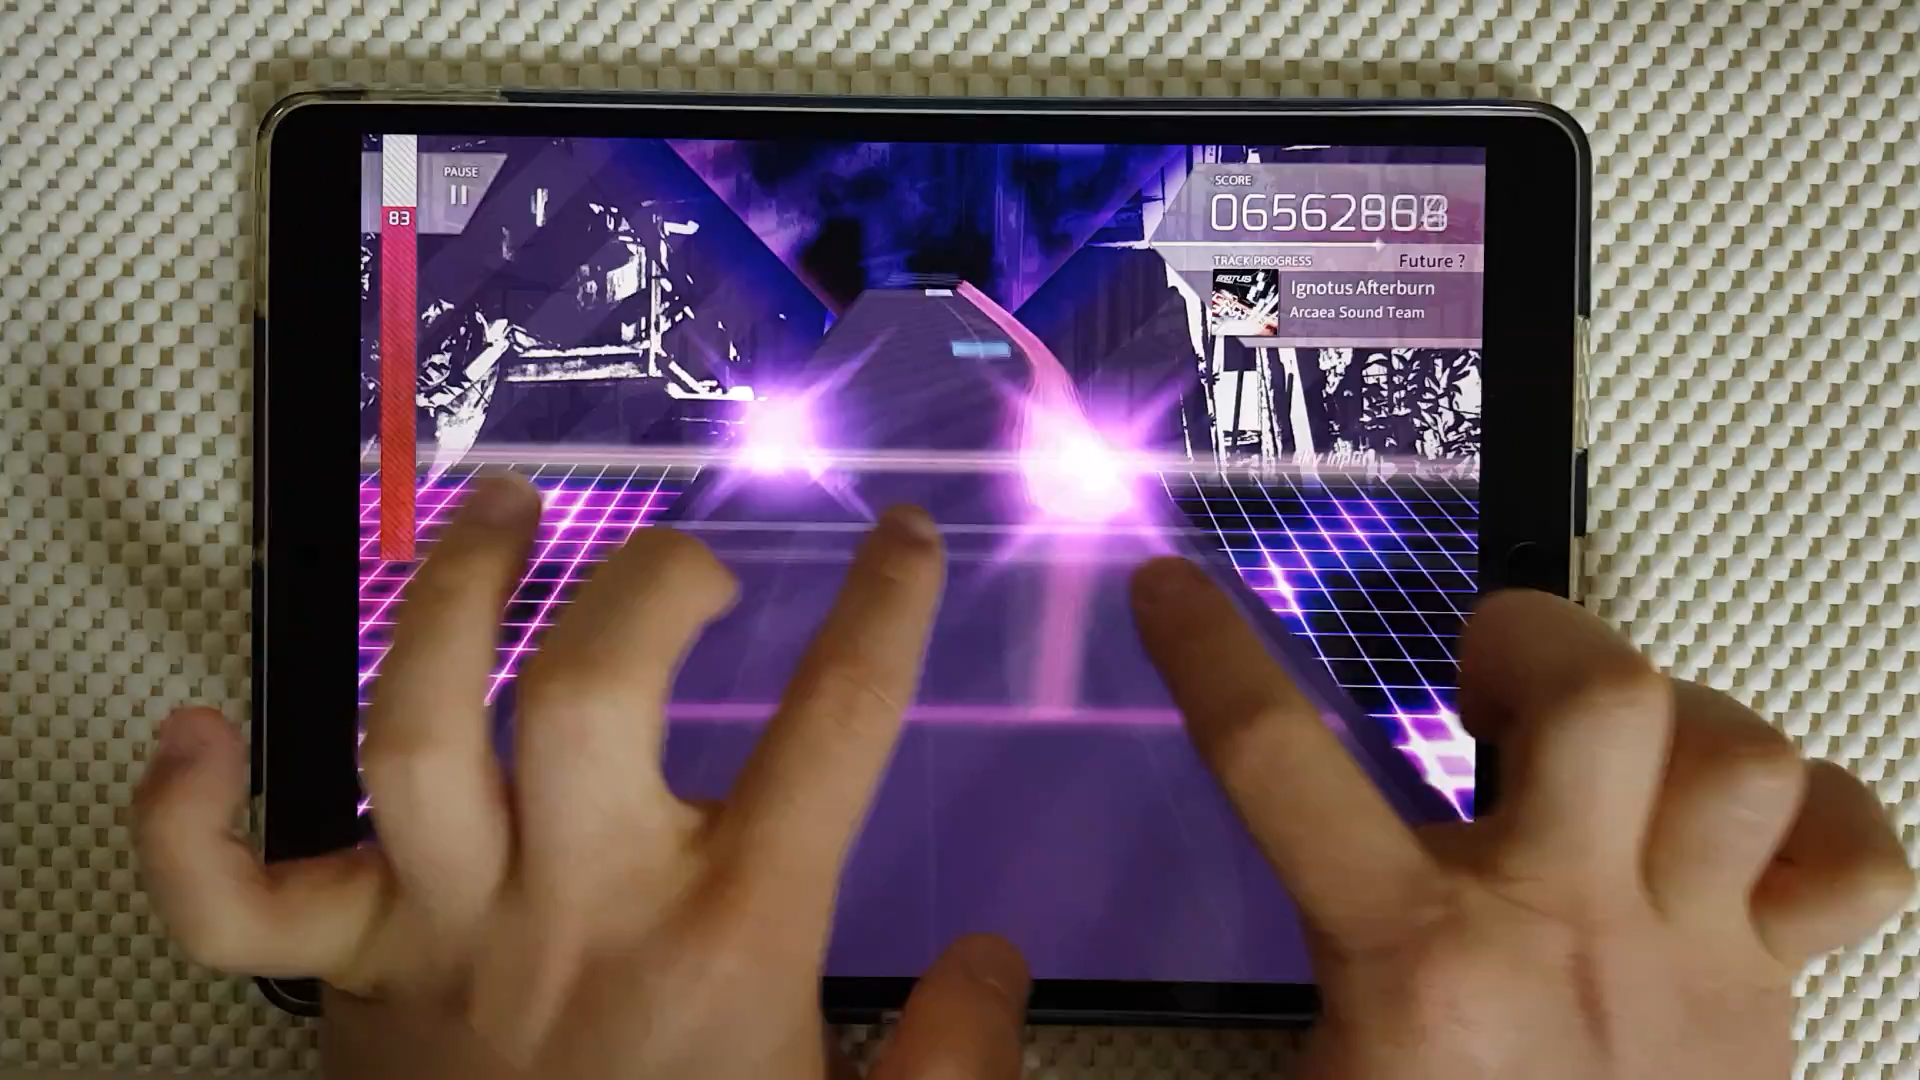 PAUSE
83
SCORE
TRACK PROGRESS
Future ?
Ignotus Afterburn
Arcaea Sound Team